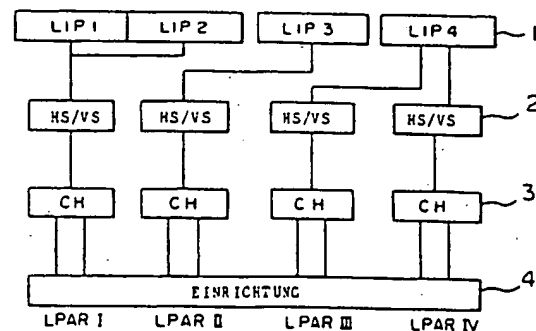 LIP 1 LIP 2 LIP 3 LIP 4 1
HS/VS HS/VS HS/VS HS/VS 2
CH CH CH CH 3
EINRICHTUNG 4
LPAR I LPAR II LPAR III LPAR IV